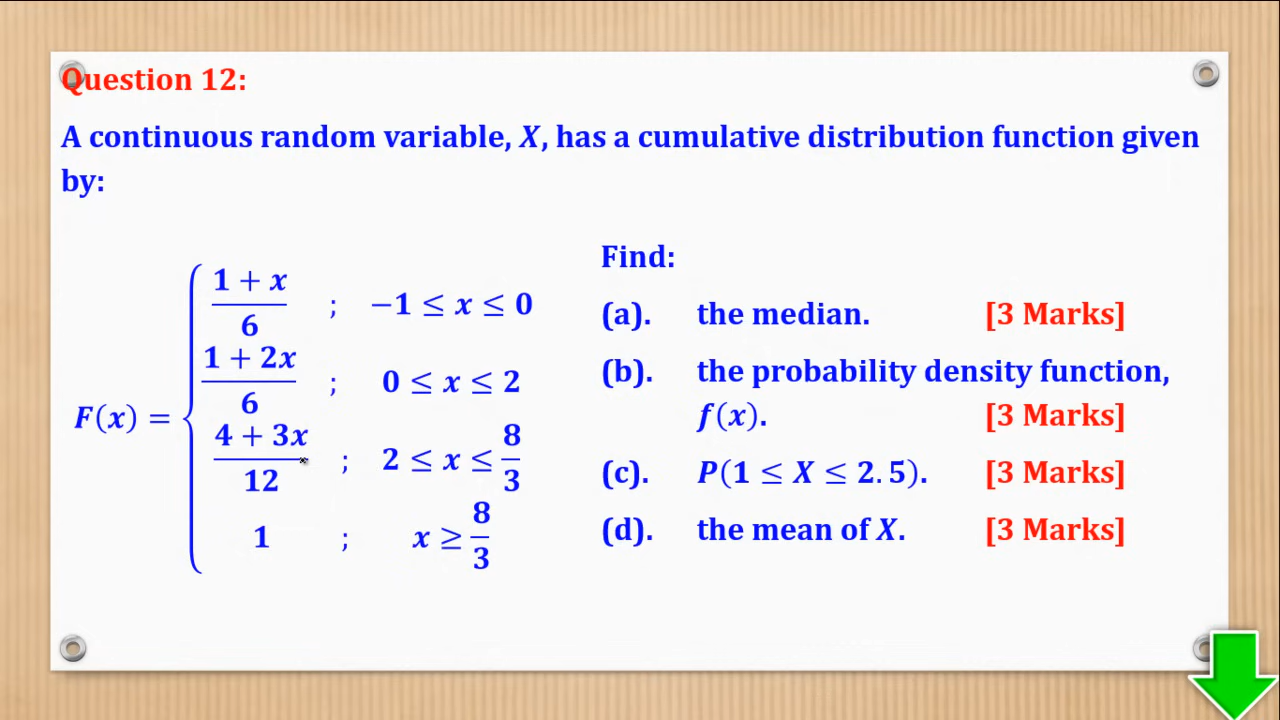 Question 12:
A continuous random variable, X, has a cumulative distribution function given
by:
F(x) = { (1 + x)/6 ; −1 ≤ x ≤ 0
(1 + 2x)/6 ; 0 ≤ x ≤ 2
(4 + 3x)/12 ; 2 ≤ x ≤ 8/3
1 ; x ≥ 8/3
Find:
(a). the median. [3 Marks]
(b). the probability density function,
f(x). [3 Marks]
(c). P(1 ≤ X ≤ 2.5). [3 Marks]
(d). the mean of X. [3 Marks]